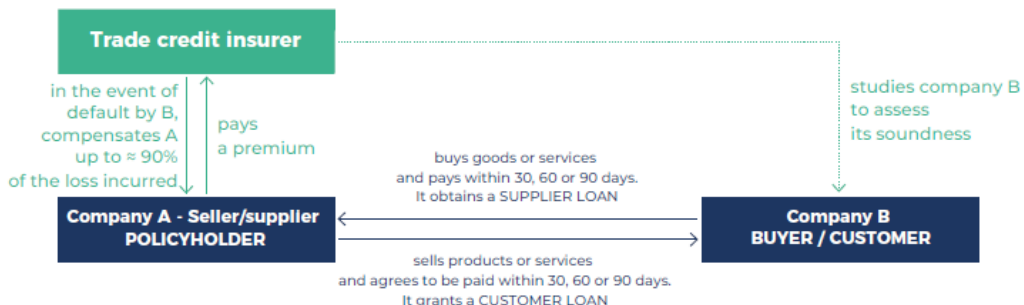 Trade credit insurer
in the event of
default by B,
compensates A
up to ≈ 90%
of the loss incurred
pays
a premium
studies company B
to assess
its soundness
buys goods or services
and pays within 30, 60 or 90 days.
It obtains a SUPPLIER LOAN
Company A - Seller/supplier
POLICYHOLDER
Company B
BUYER / CUSTOMER
sells products or services
and agrees to be paid within 30, 60 or 90 days.
It grants a CUSTOMER LOAN